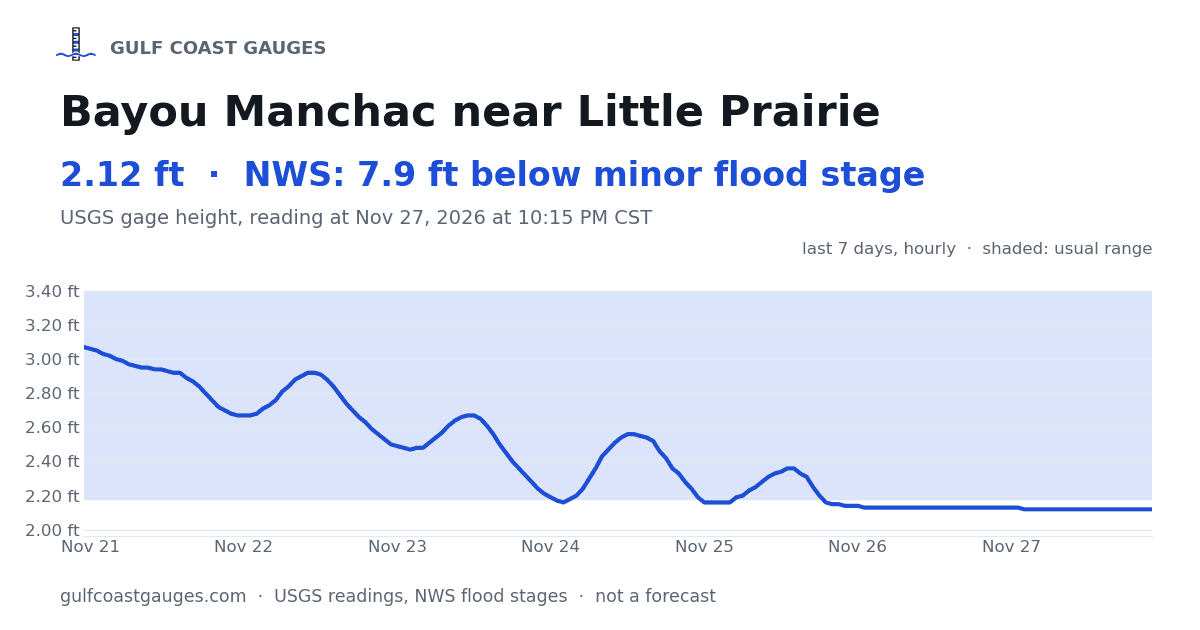 GULF COAST GAUGES
Bayou Manchac near Little Prairie
2.12 ft · NWS: 7.9 ft below minor flood stage
USGS gage height, reading at Nov 27, 2026 at 10:15 PM CST
last 7 days, hourly · shaded: usual range
3.40 ft
3.20 ft
3.00 ft
2.80 ft
2.60 ft
2.40 ft
2.20 ft
2.00 ft
Nov 21 Nov 22 Nov 23 Nov 24 Nov 25 Nov 26 Nov 27
gulfcoastgauges.com · USGS readings, NWS flood stages · not a forecast